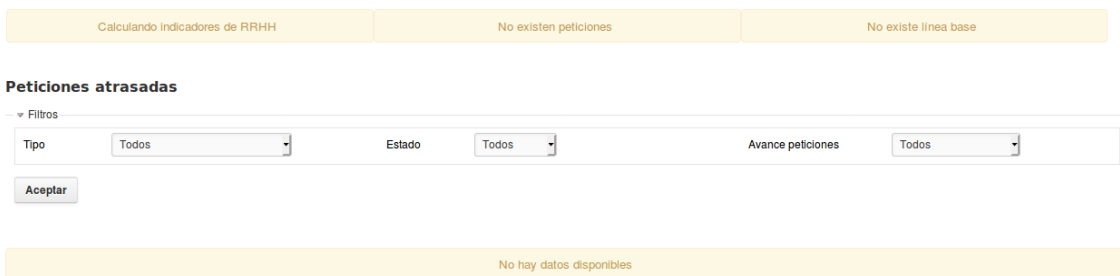 Calculando indicadores de RRHH No existen peticiones No existe línea base
Peticiones atrasadas
Filtros
Tipo Todos Estado Todos Avance peticiones Todos
Aceptar
No hay datos disponibles